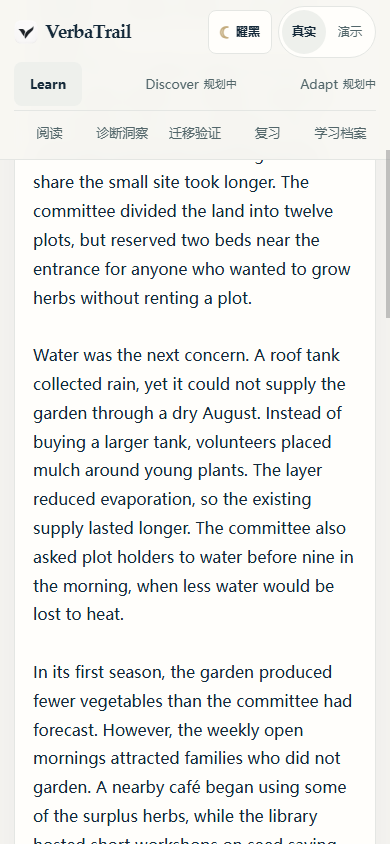 VerbaTrail
曜黑
真实
演示
Learn
Discover 规划中
Adapt 规划中
阅读
诊断洞察
迁移验证
复习
学习档案
share the small site took longer. The
committee divided the land into twelve
plots, but reserved two beds near the
entrance for anyone who wanted to grow
herbs without renting a plot.
Water was the next concern. A roof tank
collected rain, yet it could not supply the
garden through a dry August. Instead of
buying a larger tank, volunteers placed
mulch around young plants. The layer
reduced evaporation, so the existing
supply lasted longer. The committee also
asked plot holders to water before nine in
the morning, when less water would be
lost to heat.
In its first season, the garden produced
fewer vegetables than the committee had
forecast. However, the weekly open
mornings attracted families who did not
garden. A nearby café began using some
of the surplus herbs, while the library
hosted short workshops on seed saving